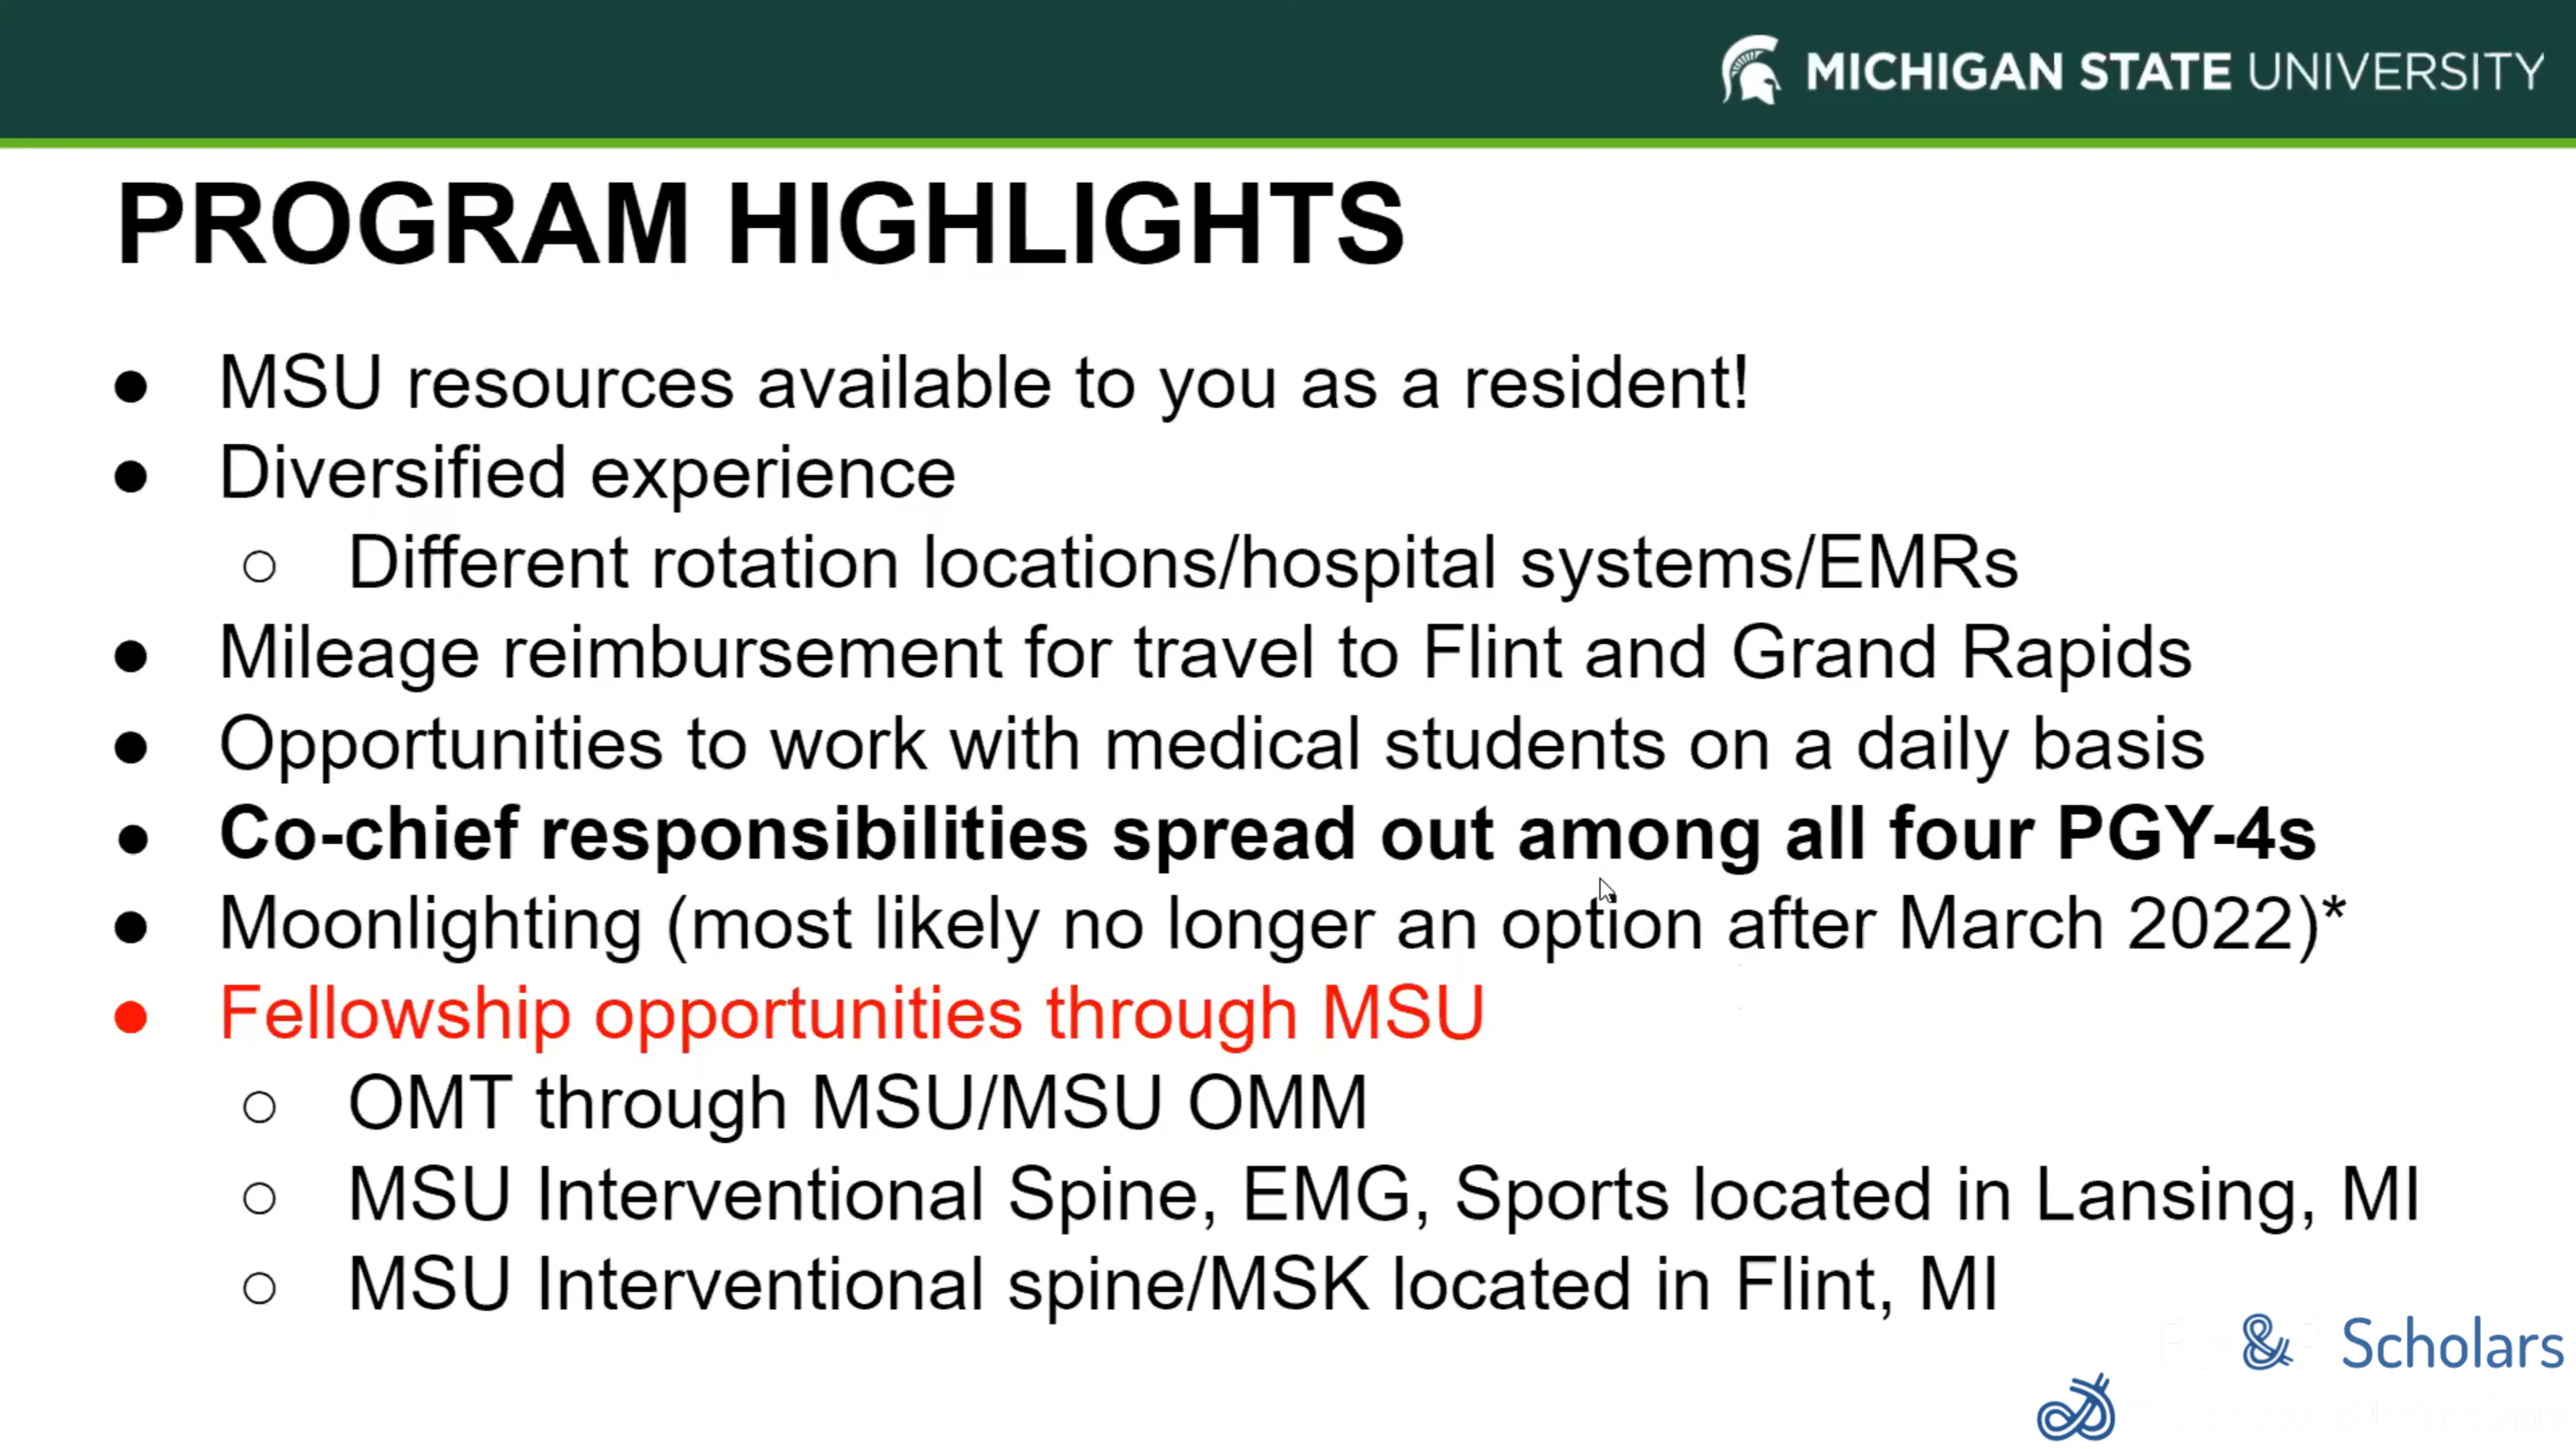 MICHIGAN STATE UNIVERSITY
PROGRAM HIGHLIGHTS
● MSU resources available to you as a resident!
● Diversified experience
○ Different rotation locations/hospital systems/EMRs
● Mileage reimbursement for travel to Flint and Grand Rapids
● Opportunities to work with medical students on a daily basis
● Co-chief responsibilities spread out among all four PGY-4s
● Moonlighting (most likely no longer an option after March 2022)*
● Fellowship opportunities through MSU
○ OMT through MSU/MSU OMM
○ MSU Interventional Spine, EMG, Sports located in Lansing, MI
○ MSU Interventional spine/MSK located in Flint, MI
& Scholars